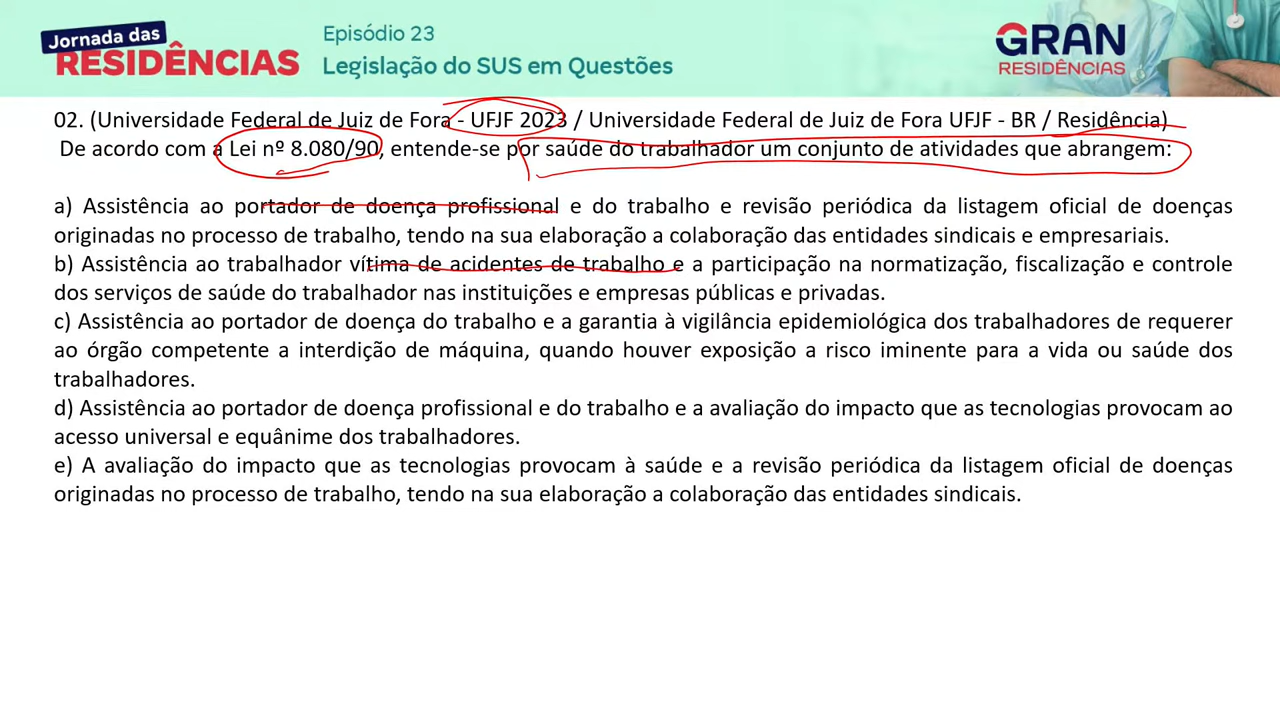 Jornada das
RESIDÊNCIAS
Episódio 23
Legislação do SUS em Questões
GRAN
RESIDÊNCIAS
02. (Universidade Federal de Juiz de Fora - UFJF 2023 / Universidade Federal de Juiz de Fora UFJF - BR / Residência)
De acordo com a Lei nº 8.080/90, entende-se por saúde do trabalhador um conjunto de atividades que abrangem:
a) Assistência ao portador de doença profissional e do trabalho e revisão periódica da listagem oficial de doenças
originadas no processo de trabalho, tendo na sua elaboração a colaboração das entidades sindicais e empresariais.
b) Assistência ao trabalhador vítima de acidentes de trabalho e a participação na normatização, fiscalização e controle
dos serviços de saúde do trabalhador nas instituições e empresas públicas e privadas.
c) Assistência ao portador de doença do trabalho e a garantia à vigilância epidemiológica dos trabalhadores de requerer
ao órgão competente a interdição de máquina, quando houver exposição a risco iminente para a vida ou saúde dos
trabalhadores.
d) Assistência ao portador de doença profissional e do trabalho e a avaliação do impacto que as tecnologias provocam ao
acesso universal e equânime dos trabalhadores.
e) A avaliação do impacto que as tecnologias provocam à saúde e a revisão periódica da listagem oficial de doenças
originadas no processo de trabalho, tendo na sua elaboração a colaboração das entidades sindicais.